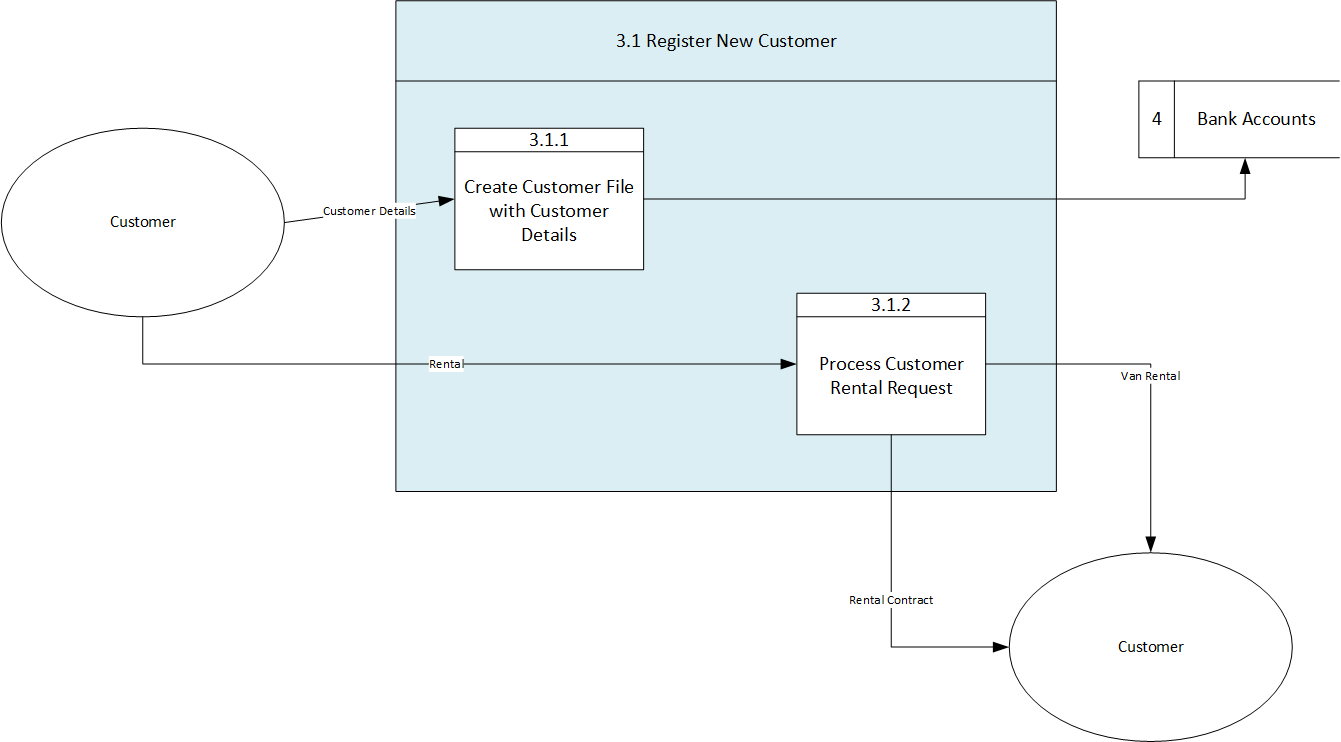 3.1 Register New Customer
4
Bank Accounts
3.1.1
Create Customer File
with Customer
Details
Customer
Customer Details
3.1.2
Process Customer
Rental Request
Rental
Van Rental
Rental Contract
Customer